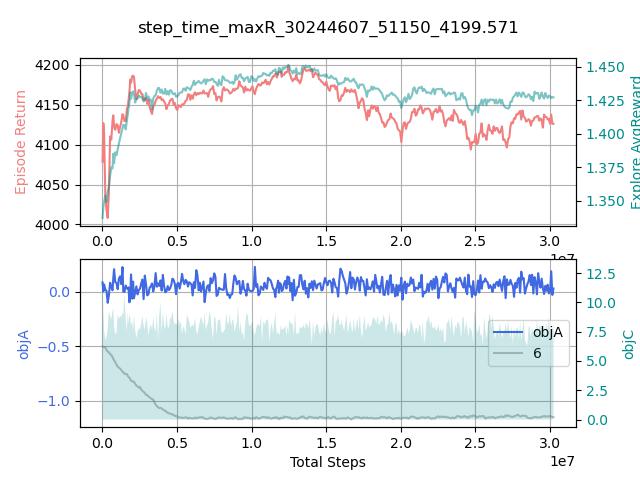 step_time_maxR_30244607_51150_4199.571
Episode Return
4200
4150
4100
4050
4000
1.450
1.425
1.400
1.375
1.350
Explore AvgReward
0.0 0.5 1.0 1.5 2.0 2.5 3.0
1e7
objA
0.0
−0.5
−1.0
objA
6
12.5
10.0
7.5
5.0
2.5
0.0
objC
0.0 0.5 1.0 1.5 2.0 2.5 3.0
Total Steps
1e7